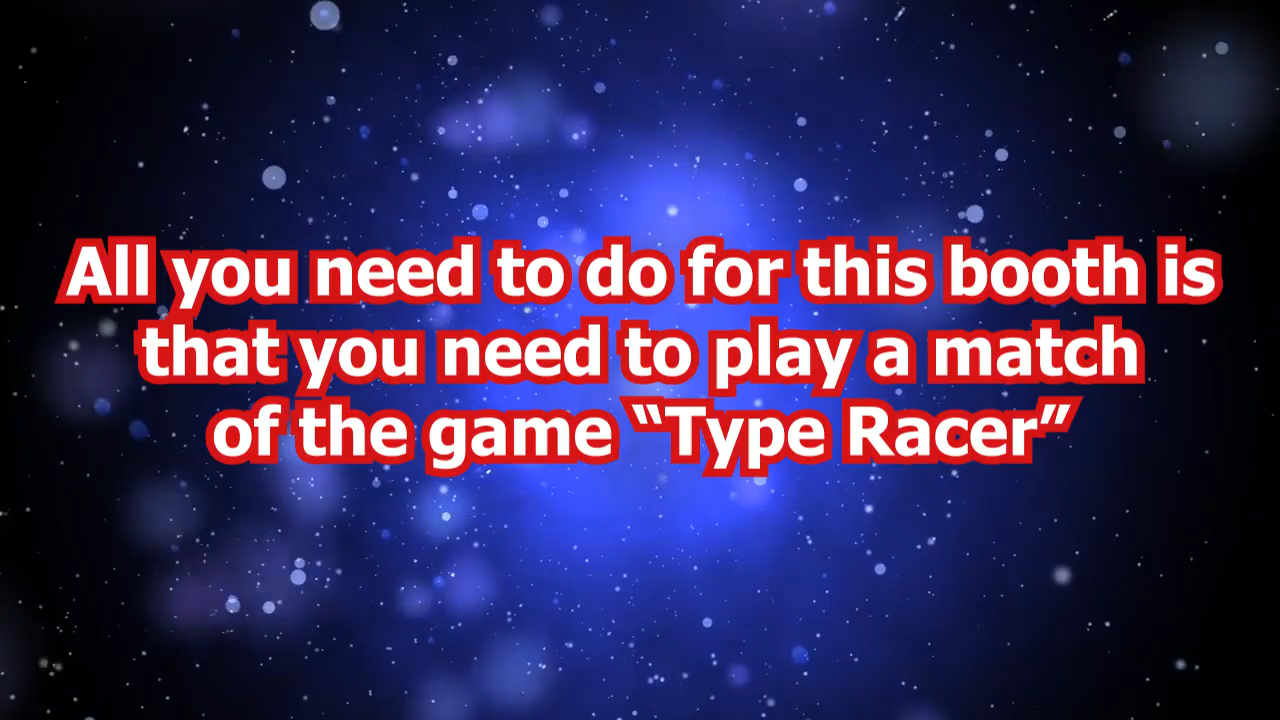 All you need to do for this booth is
that you need to play a match
of the game “Type Racer”